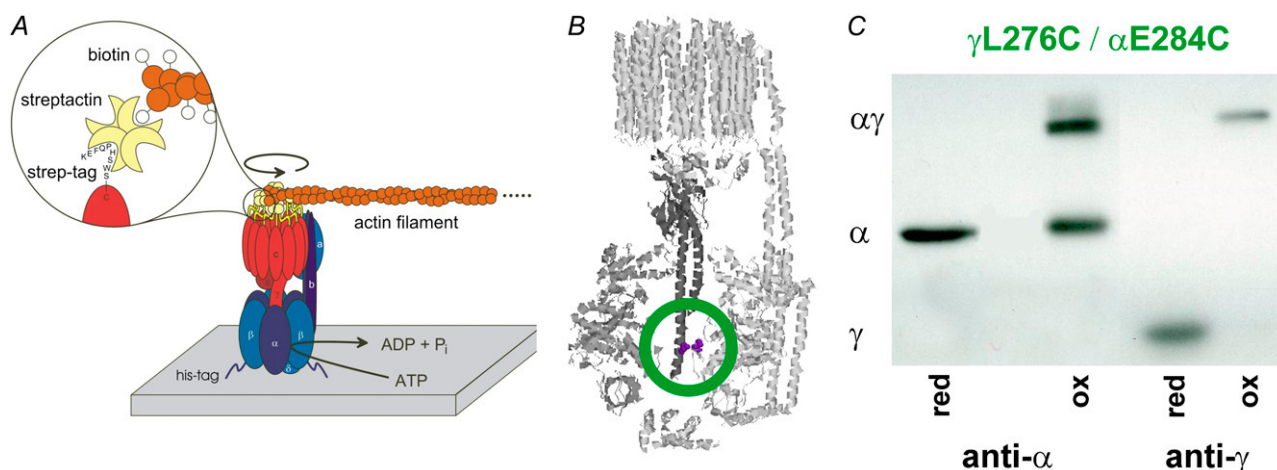 A
biotin
streptactin
strep-tag
K E F Q P H S W S
C
actin filament
a
c
b
γ
β
α
β
δ
his-tag
ADP + Pi
ATP
B
C
γL276C / αE284C
αγ
α
γ
red
ox
red
ox
anti-α
anti-γ